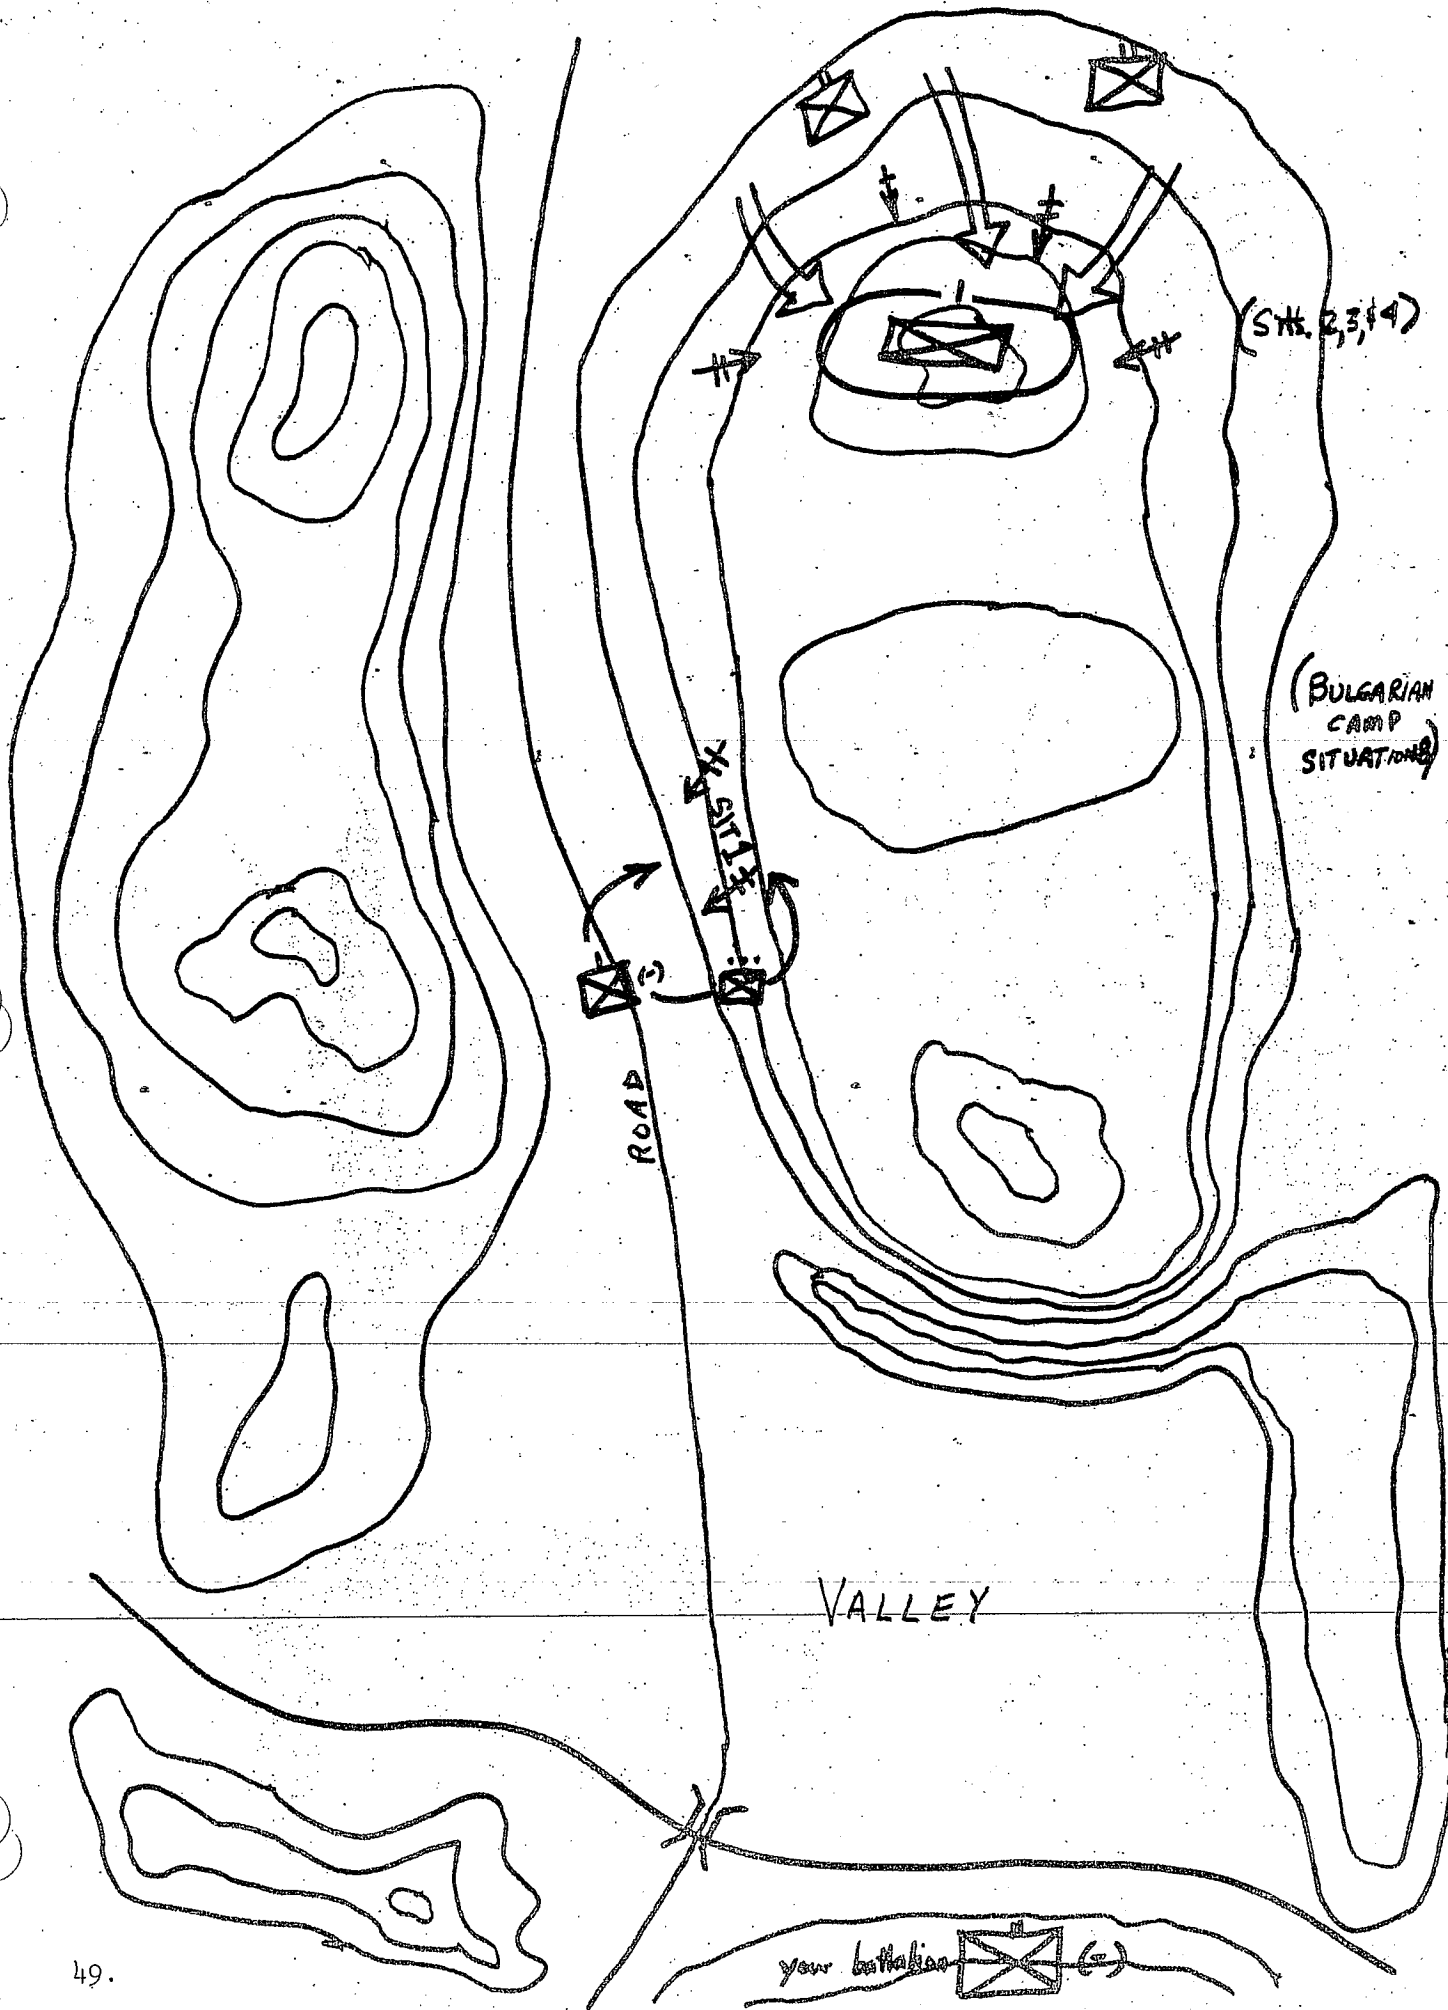 (Sits. 2, 3, & 4)
(BULGARIAN
CAMP
SITUATIONS)
SIT 1
(-)
ROAD
VALLEY
your battalion (-)
49.